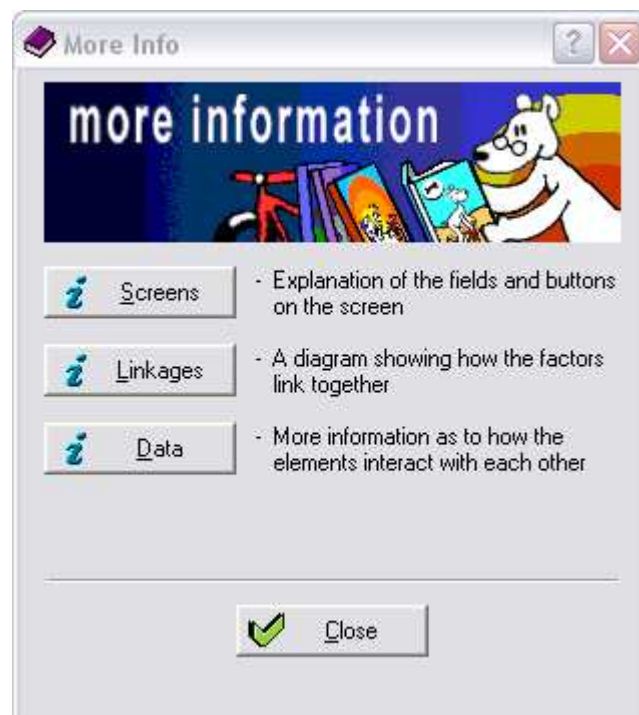 More Info
more information
Screens
- Explanation of the fields and buttons
on the screen
Linkages
- A diagram showing how the factors
link together
Data
- More information as to how the
elements interact with each other
Close